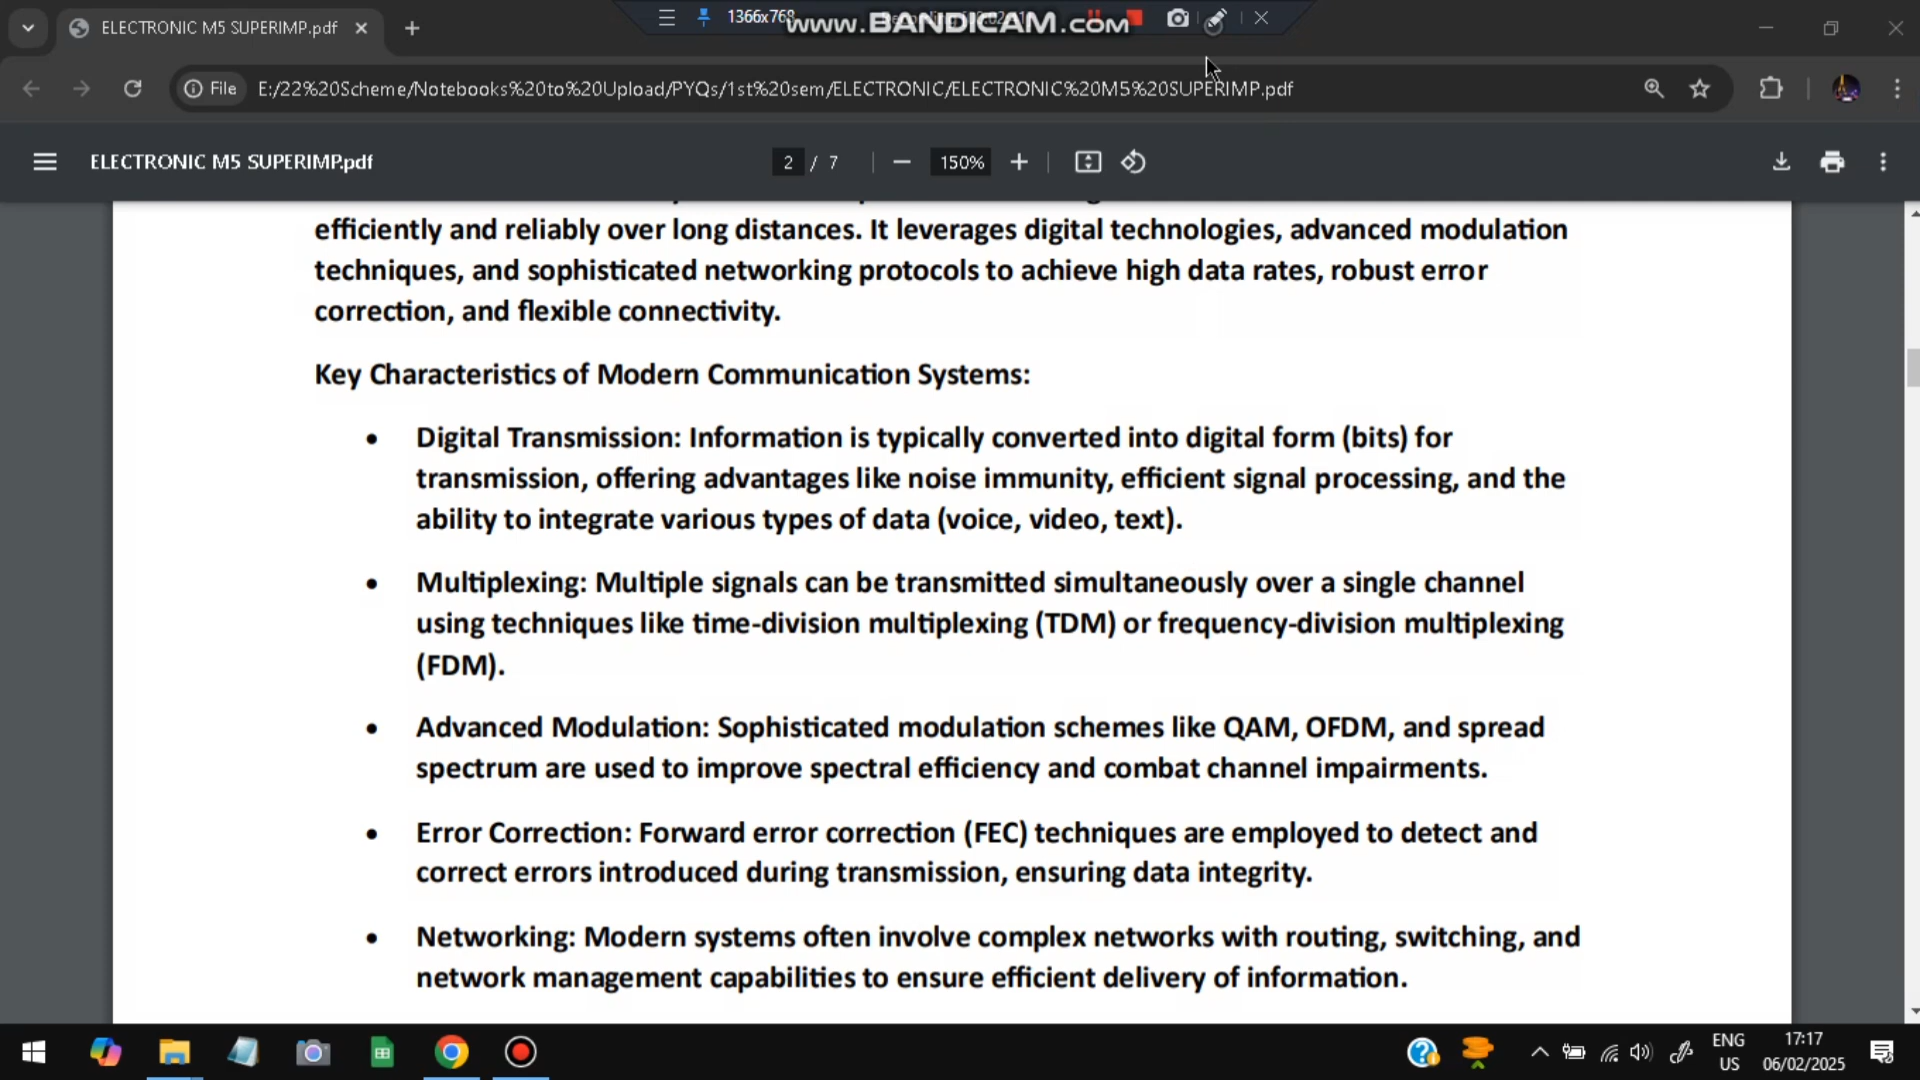 ELECTRONIC M5 SUPERIMP.pdf
1366x768
WWW.BANDICAM.COM
File
E:/22%20Scheme/Notebooks%20to%20Upload/PYQs/1st%20sem/ELECTRONIC/ELECTRONIC%20M5%20SUPERIMP.pdf
ELECTRONIC M5 SUPERIMP.pdf
2 / 7
150%
efficiently and reliably over long distances. It leverages digital technologies, advanced modulation
techniques, and sophisticated networking protocols to achieve high data rates, robust error
correction, and flexible connectivity.
Key Characteristics of Modern Communication Systems:
• Digital Transmission: Information is typically converted into digital form (bits) for
transmission, offering advantages like noise immunity, efficient signal processing, and the
ability to integrate various types of data (voice, video, text).
• Multiplexing: Multiple signals can be transmitted simultaneously over a single channel
using techniques like time-division multiplexing (TDM) or frequency-division multiplexing
(FDM).
• Advanced Modulation: Sophisticated modulation schemes like QAM, OFDM, and spread
spectrum are used to improve spectral efficiency and combat channel impairments.
• Error Correction: Forward error correction (FEC) techniques are employed to detect and
correct errors introduced during transmission, ensuring data integrity.
• Networking: Modern systems often involve complex networks with routing, switching, and
network management capabilities to ensure efficient delivery of information.
ENG
US
17:17
06/02/2025